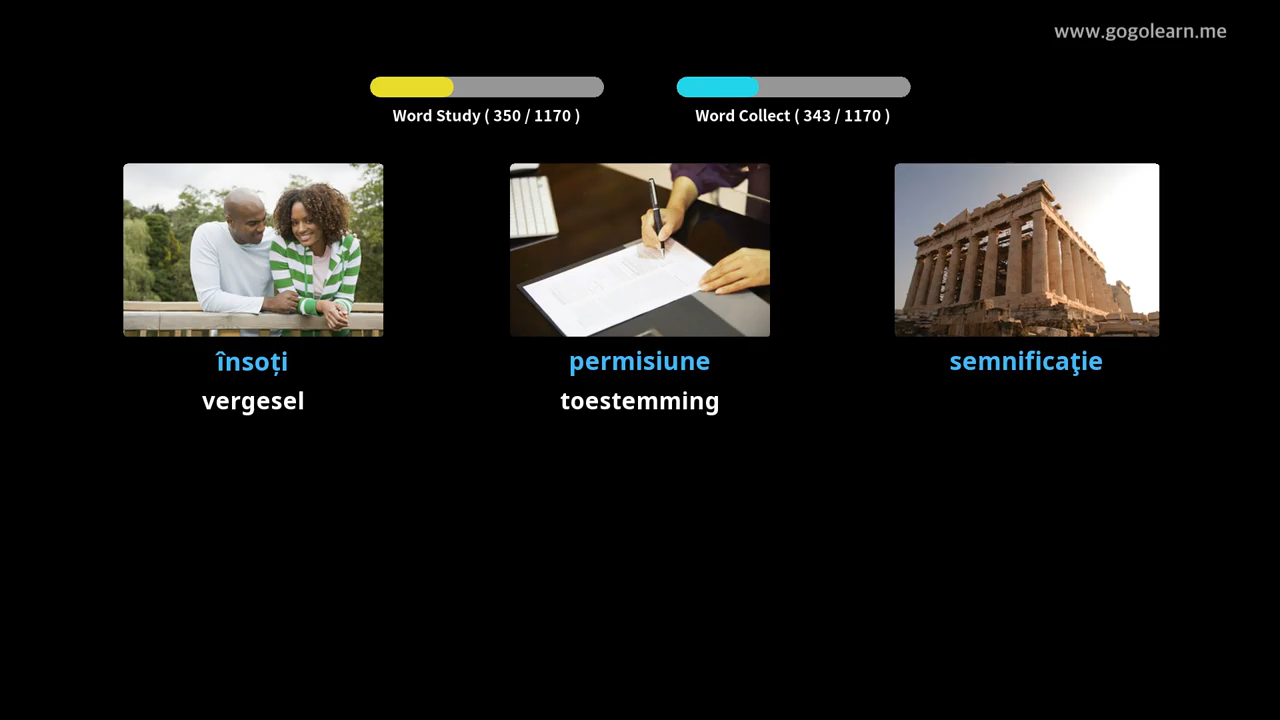 www.gogolearn.me
Word Study ( 350 / 1170 )
Word Collect ( 343 / 1170 )
însoți
permisiune
semnificaţie
vergesel
toestemming